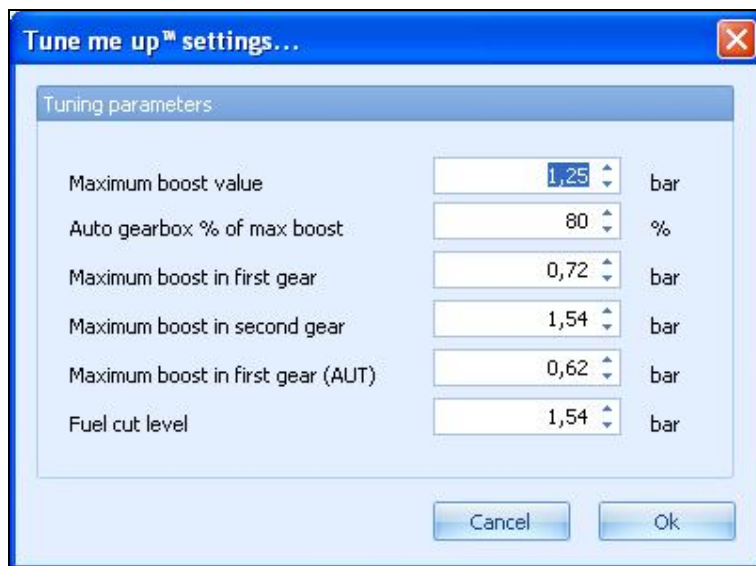 Tune me up™ settings...
Tuning parameters
Maximum boost value 1,25 bar
Auto gearbox % of max boost 80 %
Maximum boost in first gear 0,72 bar
Maximum boost in second gear 1,54 bar
Maximum boost in first gear (AUT) 0,62 bar
Fuel cut level 1,54 bar
Cancel Ok